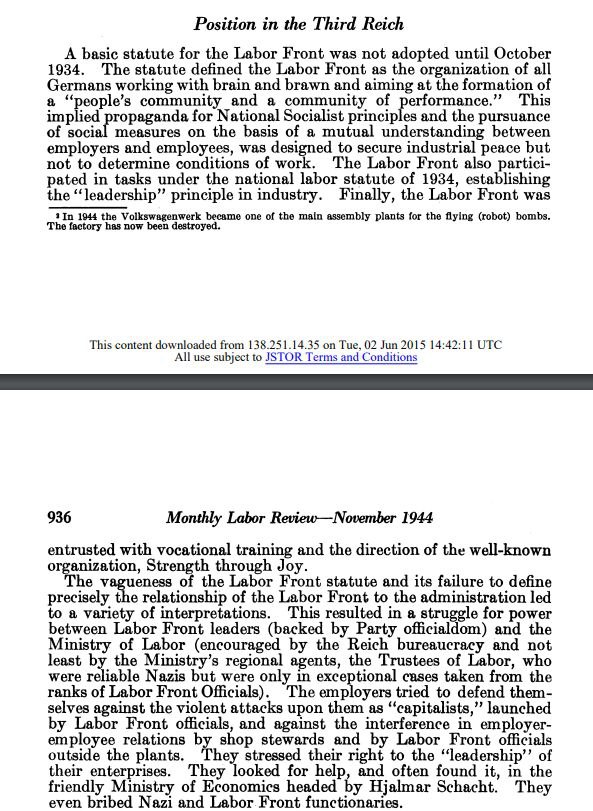 Position in the Third Reich
A basic statute for the Labor Front was not adopted until October
1934. The statute defined the Labor Front as the organization of all
Germans working with brain and brawn and aiming at the formation of
a “people's community and a community of performance.” This
implied propaganda for National Socialist principles and the pursuance
of social measures on the basis of a mutual understanding between
employers and employees, was designed to secure industrial peace but
not to determine conditions of work. The Labor Front also partici-
pated in tasks under the national labor statute of 1934, establishing
the “leadership” principle in industry. Finally, the Labor Front was
³ In 1944 the Volkswagenwerk became one of the main assembly plants for the flying (robot) bombs.
The factory has now been destroyed.
This content downloaded from 138.251.14.35 on Tue, 02 Jun 2015 14:42:11 UTC
All use subject to JSTOR Terms and Conditions
936 Monthly Labor Review—November 1944
entrusted with vocational training and the direction of the well-known
organization, Strength through Joy.
The vagueness of the Labor Front statute and its failure to define
precisely the relationship of the Labor Front to the administration led
to a variety of interpretations. This resulted in a struggle for power
between Labor Front leaders (backed by Party officialdom) and the
Ministry of Labor (encouraged by the Reich bureaucracy and not
least by the Ministry's regional agents, the Trustees of Labor, who
were reliable Nazis but were only in exceptional cases taken from the
ranks of Labor Front Officials). The employers tried to defend them-
selves against the violent attacks upon them as “capitalists,” launched
by Labor Front officials, and against the interference in employer-
employee relations by shop stewards and by Labor Front officials
outside the plants. They stressed their right to the “leadership” of
their enterprises. They looked for help, and often found it, in the
friendly Ministry of Economics headed by Hjalmar Schacht. They
even bribed Nazi and Labor Front functionaries.